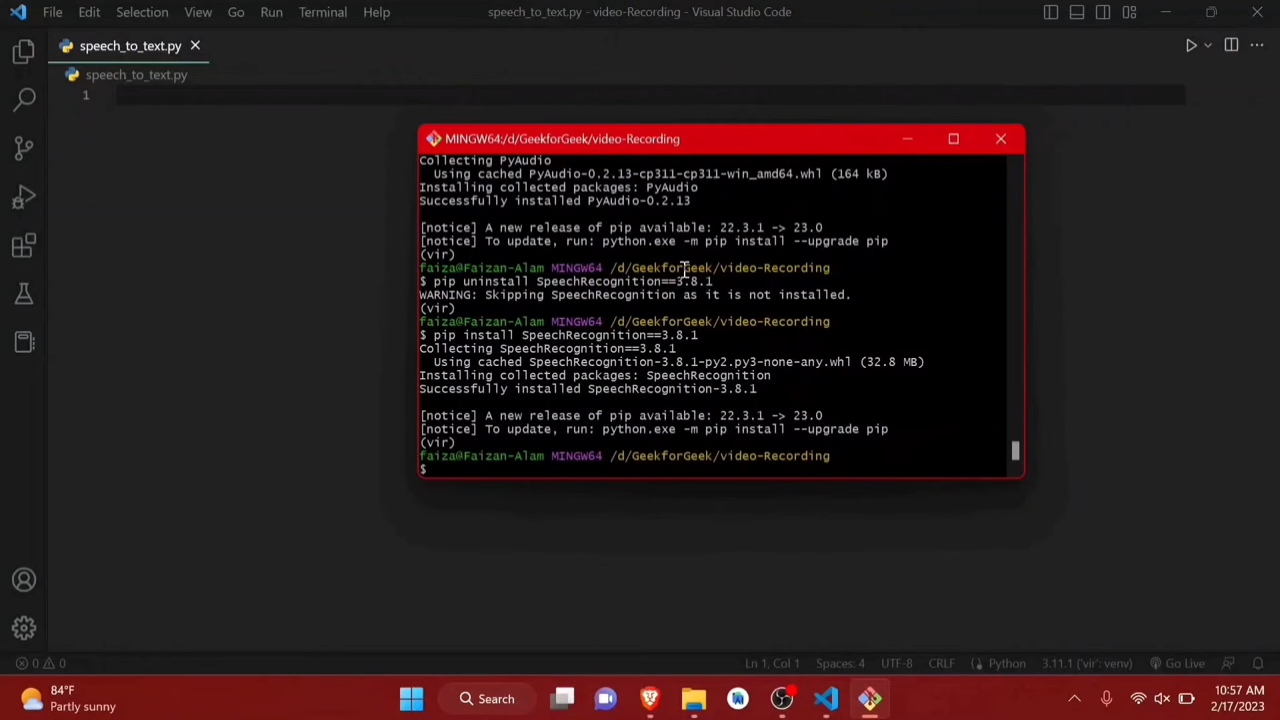 File Edit Selection View Go Run Terminal Help
speech_to_text.py - video-Recording - Visual Studio Code
speech_to_text.py
speech_to_text.py
1
MINGW64:/d/GeekforGeek/video-Recording
Collecting PyAudio
  Using cached PyAudio-0.2.13-cp311-cp311-win_amd64.whl (164 kB)
Installing collected packages: PyAudio
Successfully installed PyAudio-0.2.13
[notice] A new release of pip available: 22.3.1 -> 23.0
[notice] To update, run: python.exe -m pip install --upgrade pip
(vir)
faiza@Faizan-Alam MINGW64 /d/GeekforGeek/video-Recording
$ pip uninstall SpeechRecognition==3.8.1
WARNING: Skipping SpeechRecognition as it is not installed.
(vir)
faiza@Faizan-Alam MINGW64 /d/GeekforGeek/video-Recording
$ pip install SpeechRecognition==3.8.1
Collecting SpeechRecognition==3.8.1
  Using cached SpeechRecognition-3.8.1-py2.py3-none-any.whl (32.8 MB)
Installing collected packages: SpeechRecognition
Successfully installed SpeechRecognition-3.8.1
[notice] A new release of pip available: 22.3.1 -> 23.0
[notice] To update, run: python.exe -m pip install --upgrade pip
(vir)
faiza@Faizan-Alam MINGW64 /d/GeekforGeek/video-Recording
$
0 0
Ln 1, Col 1 Spaces: 4 UTF-8 CRLF Python 3.11.1 ('vir': venv) Go Live
84°F
Partly sunny
Search
10:57 AM
2/17/2023